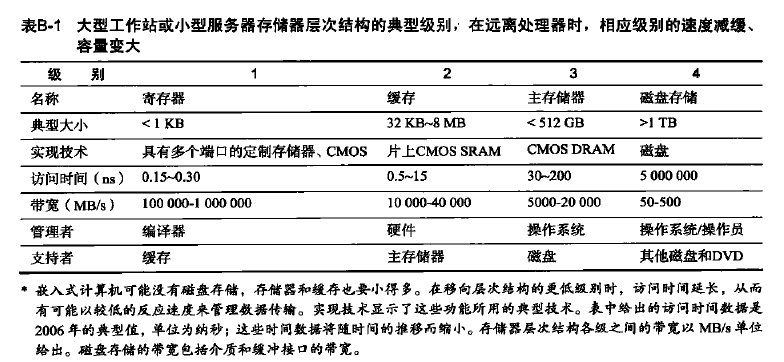 表B-1 大型工作站或小型服务器存储器层次结构的典型级别，在远离处理器时，相应级别的速度减缓、
容量变大
级 别 1 2 3 4
名称 寄存器 缓存 主存储器 磁盘存储
典型大小 < 1 KB 32 KB~8 MB < 512 GB >1 TB
实现技术 具有多个端口的定制存储器、CMOS 片上CMOS SRAM CMOS DRAM 磁盘
访问时间（ns） 0.15~0.30 0.5~15 30~200 5 000 000
带宽（MB/s） 100 000-1 000 000 10 000-40 000 5000-20 000 50-500
管理者 编译器 硬件 操作系统 操作系统/操作员
支持者 缓存 主存储器 磁盘 其他磁盘和DVD
* 嵌入式计算机可能没有磁盘存储，存储器和缓存也要小得多。在移向层次结构的更低级别时，访问时间延长，从而
有可能以较低的反应速度来管理数据传输。实现技术显示了这些功能所用的典型技术。表中给出的访问时间数据是
2006年的典型值，单位为纳秒；这些时间数据将随时间的推移而缩小。存储器层次结构各级之间的带宽以 MB/s 单位
给出。磁盘存储的带宽包括介质和缓冲接口的带宽。